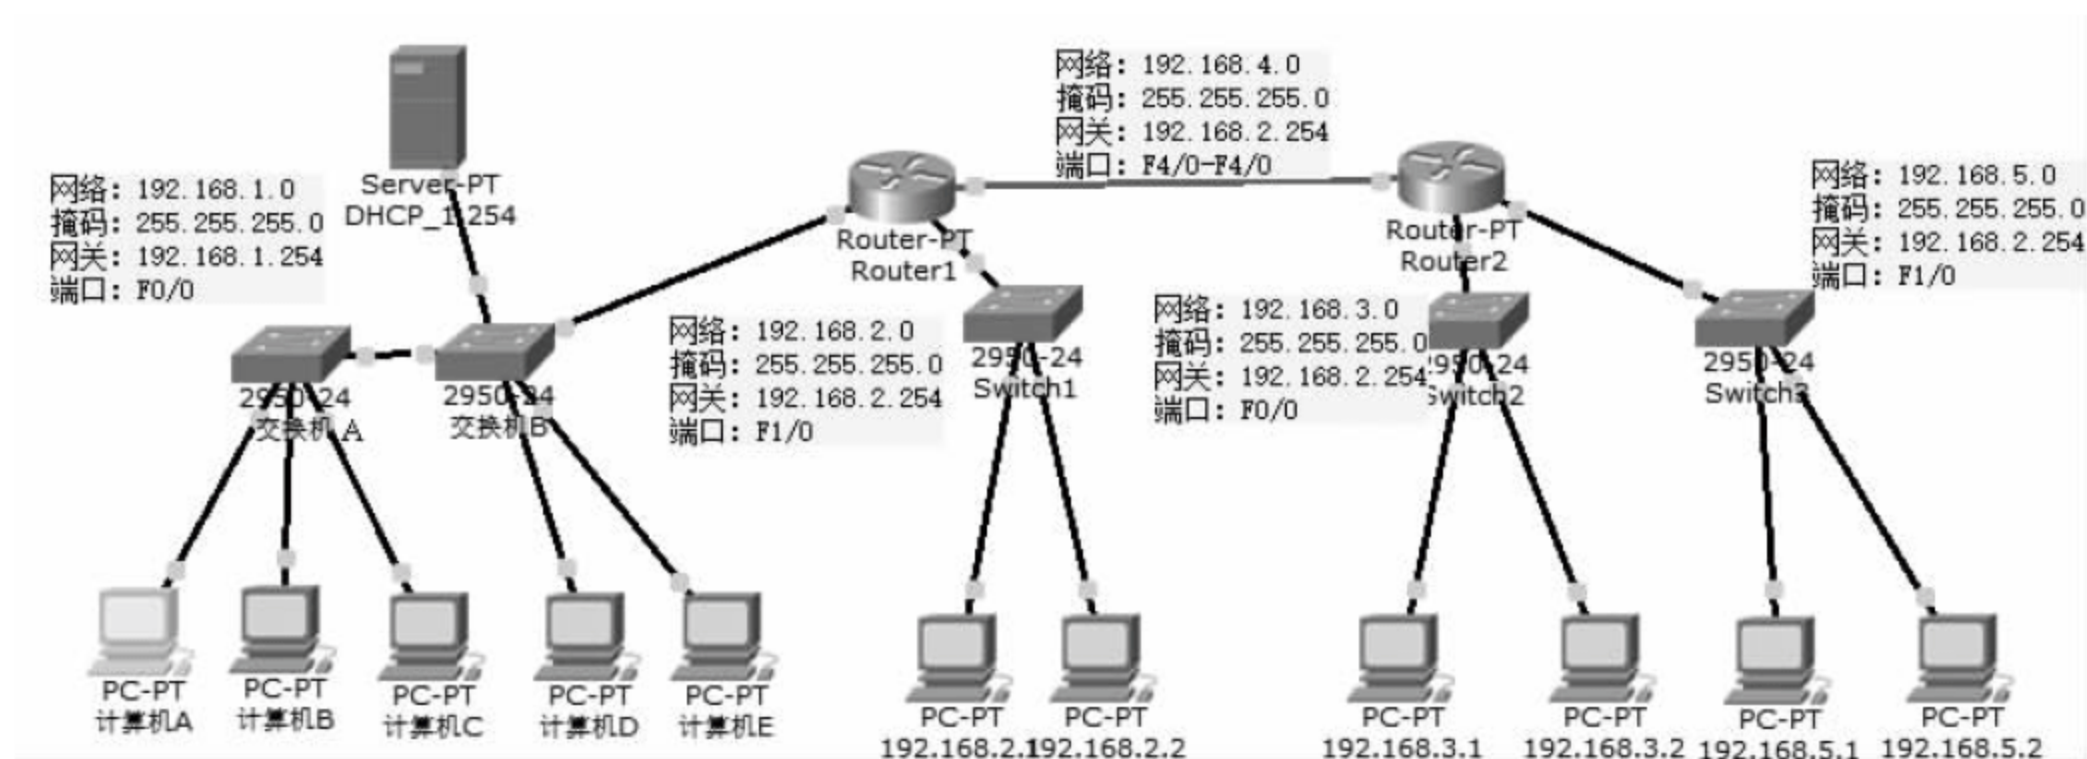 网络: 192.168.1.0
掩码: 255.255.255.0
网关: 192.168.1.254
端口: F0/0
Server-PT
DHCP_1.254
2950-24
交换机A
2950-24
交换机B
PC-PT
计算机A
PC-PT
计算机B
PC-PT
计算机C
PC-PT
计算机D
PC-PT
计算机E
Router-PT
Router1
网络: 192.168.2.0
掩码: 255.255.255.0
网关: 192.168.2.254
端口: F1/0
2950-24
Switch1
PC-PT
192.168.2.1
PC-PT
192.168.2.2
网络: 192.168.4.0
掩码: 255.255.255.0
网关: 192.168.2.254
端口: F4/0-F4/0
Router-PT
Router2
网络: 192.168.3.0
掩码: 255.255.255.0
网关: 192.168.2.254
端口: F0/0
2950-24
Switch2
PC-PT
192.168.3.1
PC-PT
192.168.3.2
网络: 192.168.5.0
掩码: 255.255.255.0
网关: 192.168.2.254
端口: F1/0
2950-24
Switch3
PC-PT
192.168.5.1
PC-PT
192.168.5.2